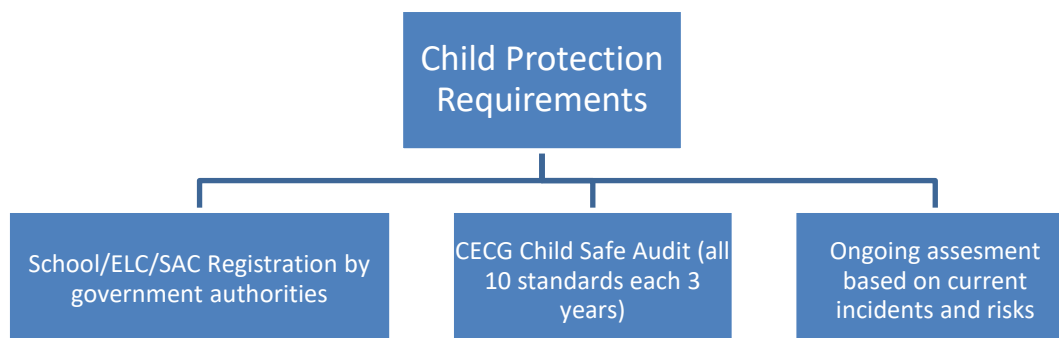 Child Protection
Requirements
School/ELC/SAC Registration by
government authorities
CECG Child Safe Audit (all
10 standards each 3
years)
Ongoing assesment
based on current
incidents and risks